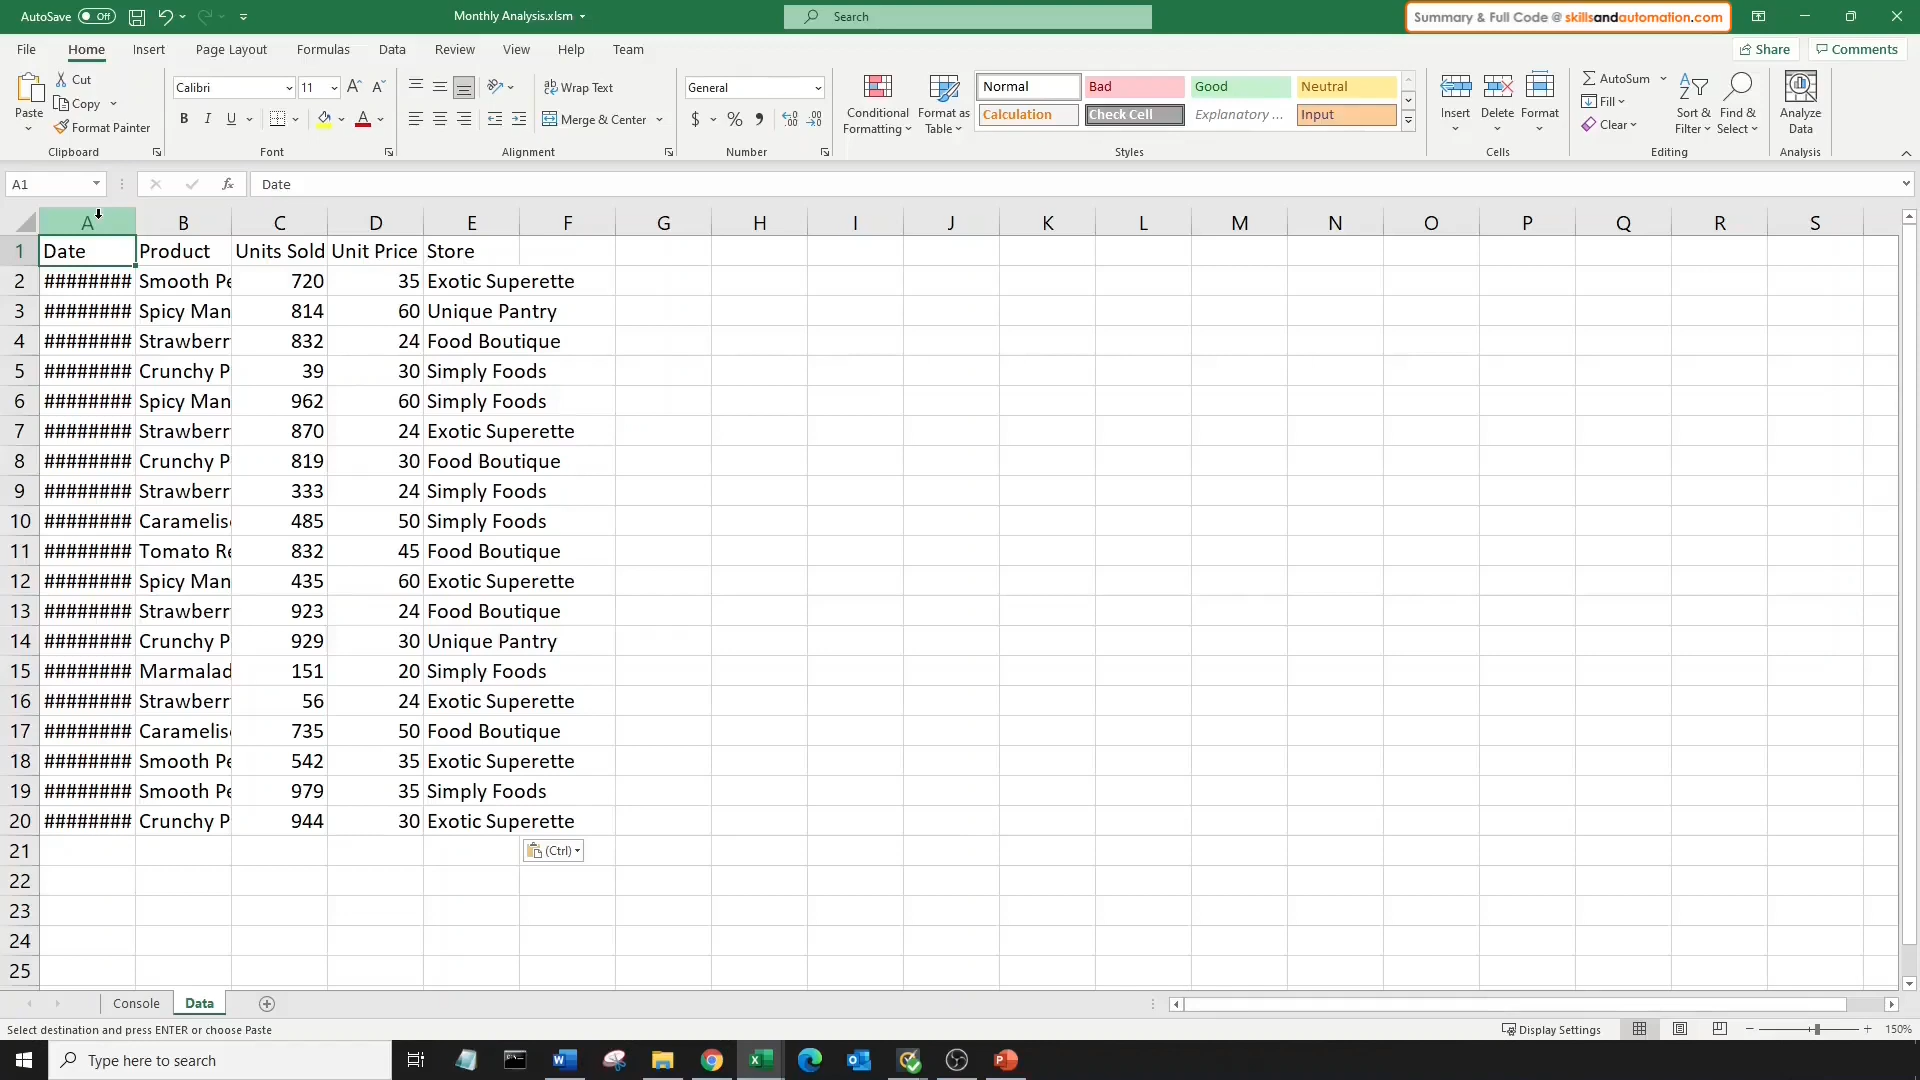 AutoSave Off Monthly Analysis.xlsm Search Summary & Full Code @ skillsandautomation.com
File Home Insert Page Layout Formulas Data Review View Help Team Share Comments
Paste
Cut
Copy
Format Painter
Clipboard
Calibri 11
B I U
Font
Wrap Text
Merge & Center
Alignment
General
$ % 9
Number
Conditional Formatting
Format as Table
Normal Bad Good Neutral
Calculation Check Cell Explanatory ... Input
Styles
Insert Delete Format
Cells
AutoSum
Fill
Clear
Sort & Filter
Find & Select
Editing
Analyze Data
Analysis
A1 fx Date
A B C D E F G H I J K L M N O P Q R S
1 Date Product Units Sold Unit Price Store
2 ######## Smooth Pe 720 35 Exotic Superette
3 ######## Spicy Man 814 60 Unique Pantry
4 ######## Strawberr 832 24 Food Boutique
5 ######## Crunchy P 39 30 Simply Foods
6 ######## Spicy Man 962 60 Simply Foods
7 ######## Strawberr 870 24 Exotic Superette
8 ######## Crunchy P 819 30 Food Boutique
9 ######## Strawberr 333 24 Simply Foods
10 ######## Caramelis 485 50 Simply Foods
11 ######## Tomato Re 832 45 Food Boutique
12 ######## Spicy Man 435 60 Exotic Superette
13 ######## Strawberr 923 24 Food Boutique
14 ######## Crunchy P 929 30 Unique Pantry
15 ######## Marmalad 151 20 Simply Foods
16 ######## Strawberr 56 24 Exotic Superette
17 ######## Caramelis 735 50 Food Boutique
18 ######## Smooth Pe 542 35 Exotic Superette
19 ######## Smooth Pe 979 35 Simply Foods
20 ######## Crunchy P 944 30 Exotic Superette
21 (Ctrl)
22
23
24
25
Console Data
Select destination and press ENTER or choose Paste Display Settings 150%
Type here to search